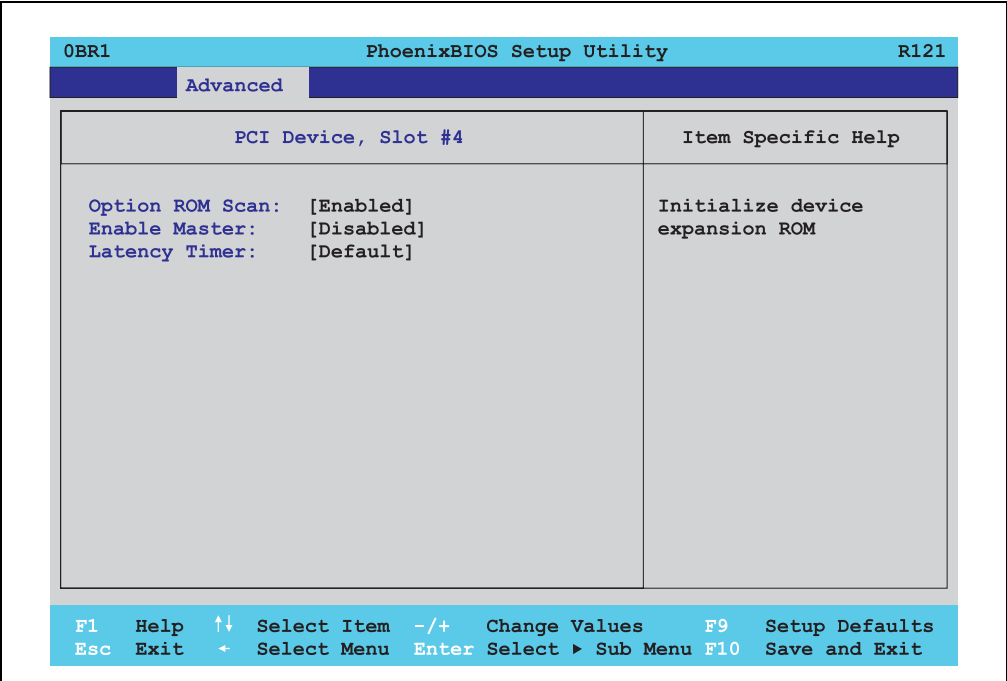 0BR1 PhoenixBIOS Setup Utility R121
Advanced
PCI Device, Slot #4
Item Specific Help
Option ROM Scan: [Enabled]
Enable Master: [Disabled]
Latency Timer: [Default]
Initialize device
expansion ROM
F1 Help ↑↓ Select Item -/+ Change Values F9 Setup Defaults
Esc Exit ← Select Menu Enter Select ▶ Sub Menu F10 Save and Exit